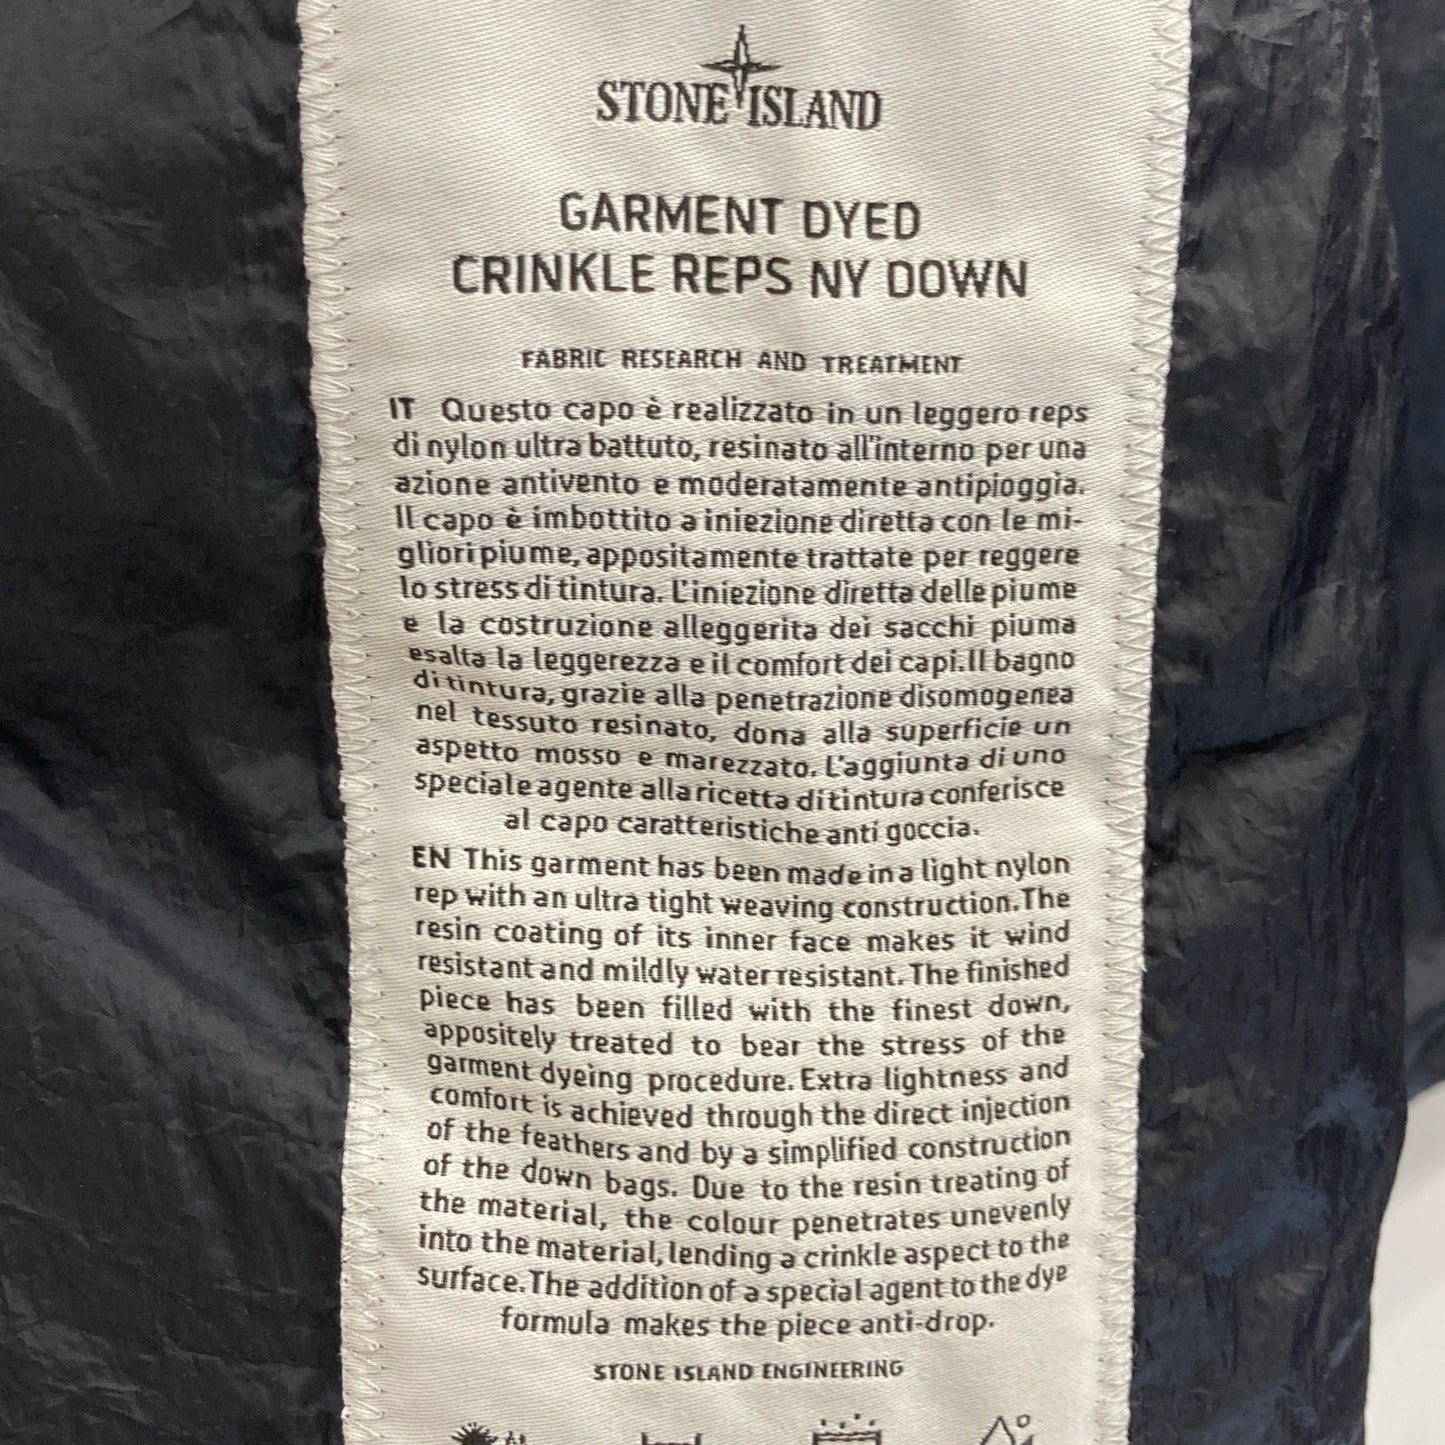 STONE ISLAND
GARMENT DYED
CRINKLE REPS NY DOWN
FABRIC RESEARCH AND TREATMENT
IT Questo capo è realizzato in un leggero reps
di nylon ultra battuto, resinato all'interno per una
azione antivento e moderatamente antipioggia.
Il capo è imbottito a iniezione diretta con le mi-
gliori piume, appositamente trattate per reggere
lo stress di tintura. L'iniezione diretta delle piume
e la costruzione alleggerita dei sacchi piuma
esalta la leggerezza e il comfort dei capi. Il bagno
di tintura, grazie alla penetrazione disomogenea
nel tessuto resinato, dona alla superficie un
aspetto mosso e marezzato. L'aggiunta di uno
speciale agente alla ricetta di tintura conferisce
al capo caratteristiche anti goccia.
EN This garment has been made in a light nylon
rep with an ultra tight weaving construction. The
resin coating of its inner face makes it wind
resistant and mildly water resistant. The finished
piece has been filled with the finest down,
appositely treated to bear the stress of the
garment dyeing procedure. Extra lightness and
comfort is achieved through the direct injection
of the feathers and by a simplified construction
of the down bags. Due to the resin treating of
the material, the colour penetrates unevenly
into the material, lending a crinkle aspect to the
surface. The addition of a special agent to the dye
formula makes the piece anti-drop.
STONE ISLAND ENGINEERING